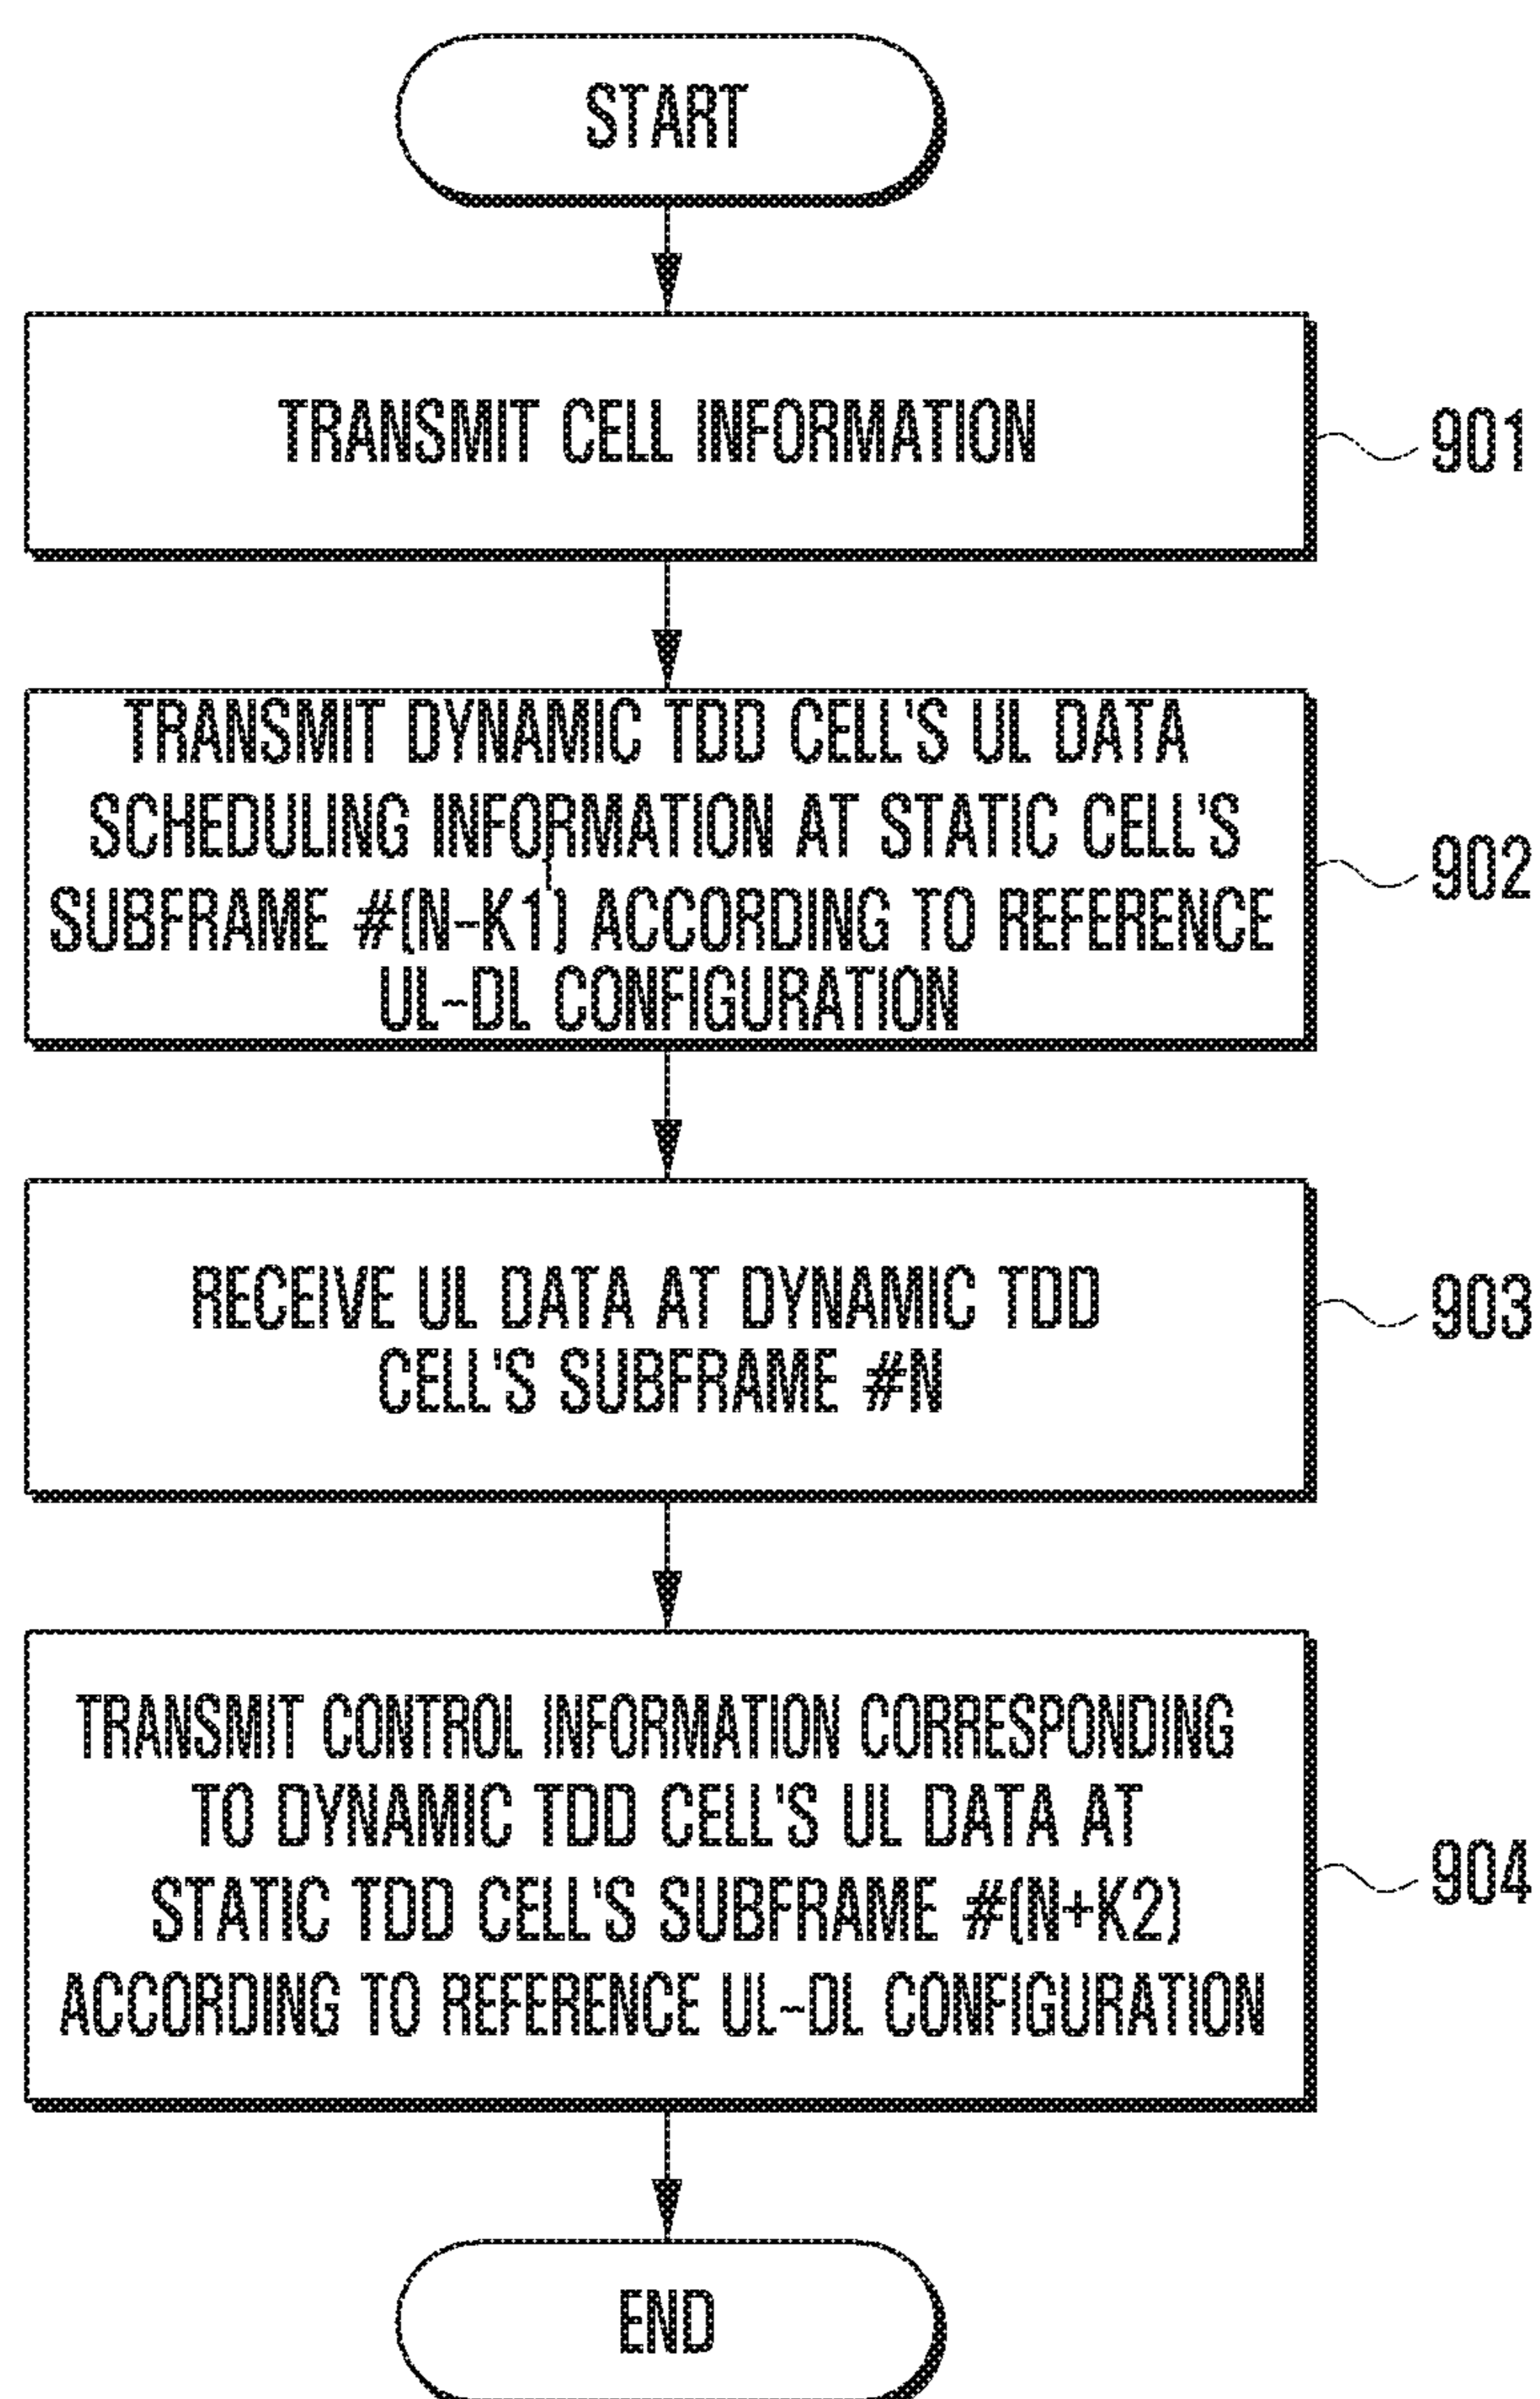 START
TRANSMIT CELL INFORMATION
901
TRANSMIT DYNAMIC TDD CELL'S UL DATA
SCHEDULING INFORMATION AT STATIC CELL'S
SUBFRAME #(N-K1) ACCORDING TO REFERENCE
UL-DL CONFIGURATION
902
RECEIVE UL DATA AT DYNAMIC TDD
CELL'S SUBFRAME #N
903
TRANSMIT CONTROL INFORMATION CORRESPONDING
TO DYNAMIC TDD CELL'S UL DATA AT
STATIC TDD CELL'S SUBFRAME #(N+K2)
ACCORDING TO REFERENCE UL-DL CONFIGURATION
904
END